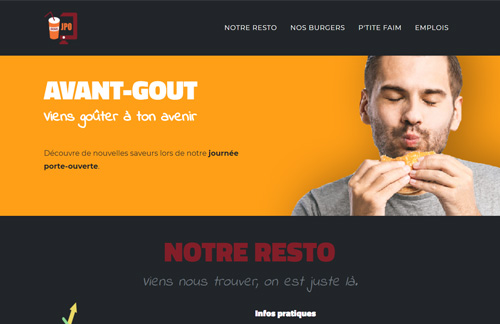 JPO
NOTRE RESTO NOS BURGERS P'TITE FAIM EMPLOIS
AVANT-GOUT
Viens goûter à ton avenir
Découvre de nouvelles saveurs lors de notre journée
porte-ouverte.
NOTRE RESTO
Viens nous trouver, on est juste là.
Infos pratiques